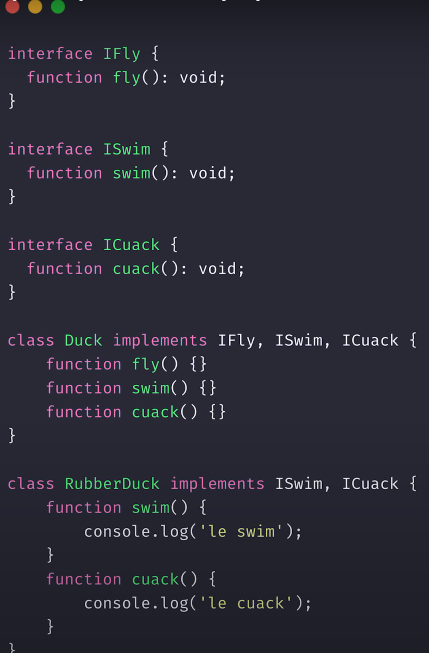 interface IFly {
  function fly(): void;
}

interface ISwim {
  function swim(): void;
}

interface ICuack {
  function cuack(): void;
}

class Duck implements IFly, ISwim, ICuack {
    function fly() {}
    function swim() {}
    function cuack() {}
}

class RubberDuck implements ISwim, ICuack {
    function swim() {
        console.log('le swim');
    }
    function cuack() {
        console.log('le cuack');
    }
}